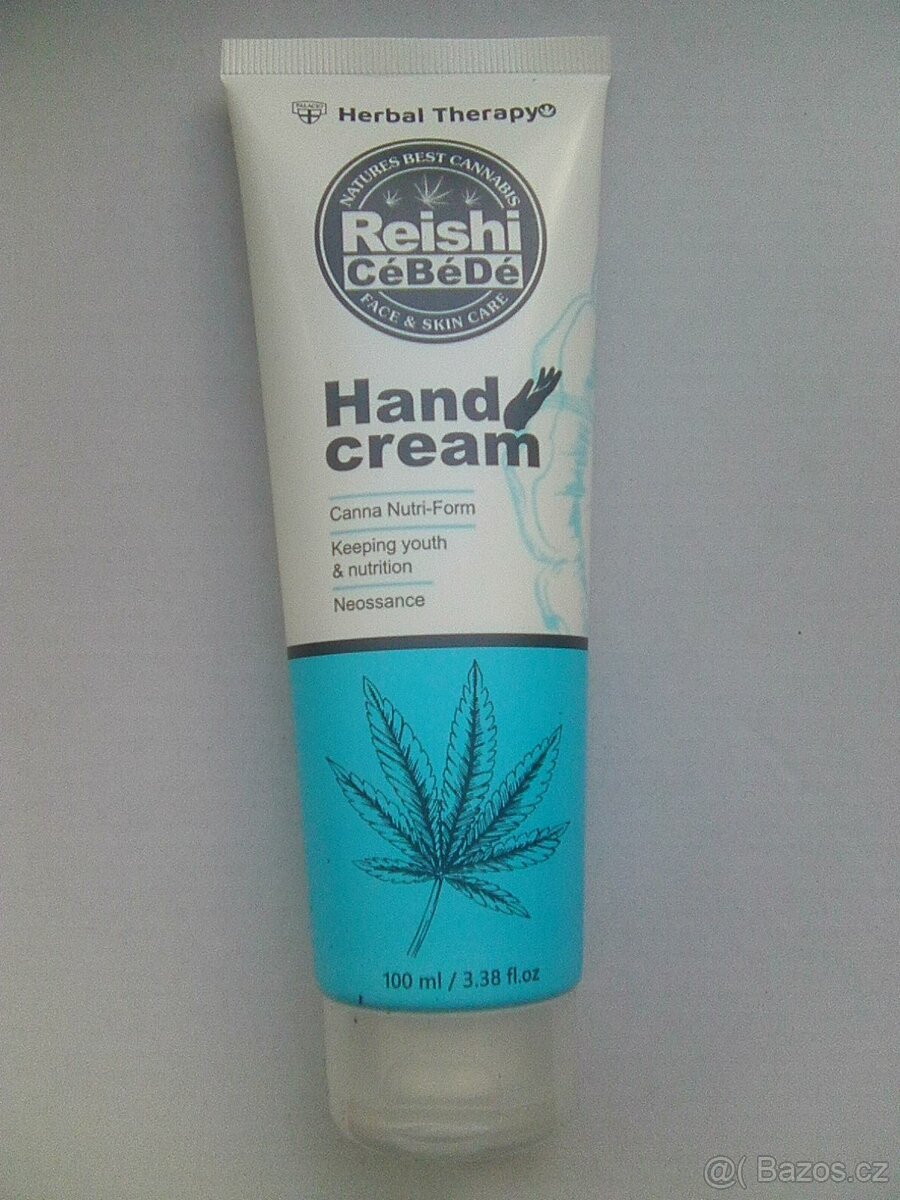 PALACIO
Herbal Therapy
NATURES BEST CANNABIS
Reishi
CéBéDé
FACE & SKIN CARE
Hand
cream
Canna Nutri-Form
Keeping youth
& nutrition
Neossance
100 ml / 3.38 fl.oz
@( Bazos.cz